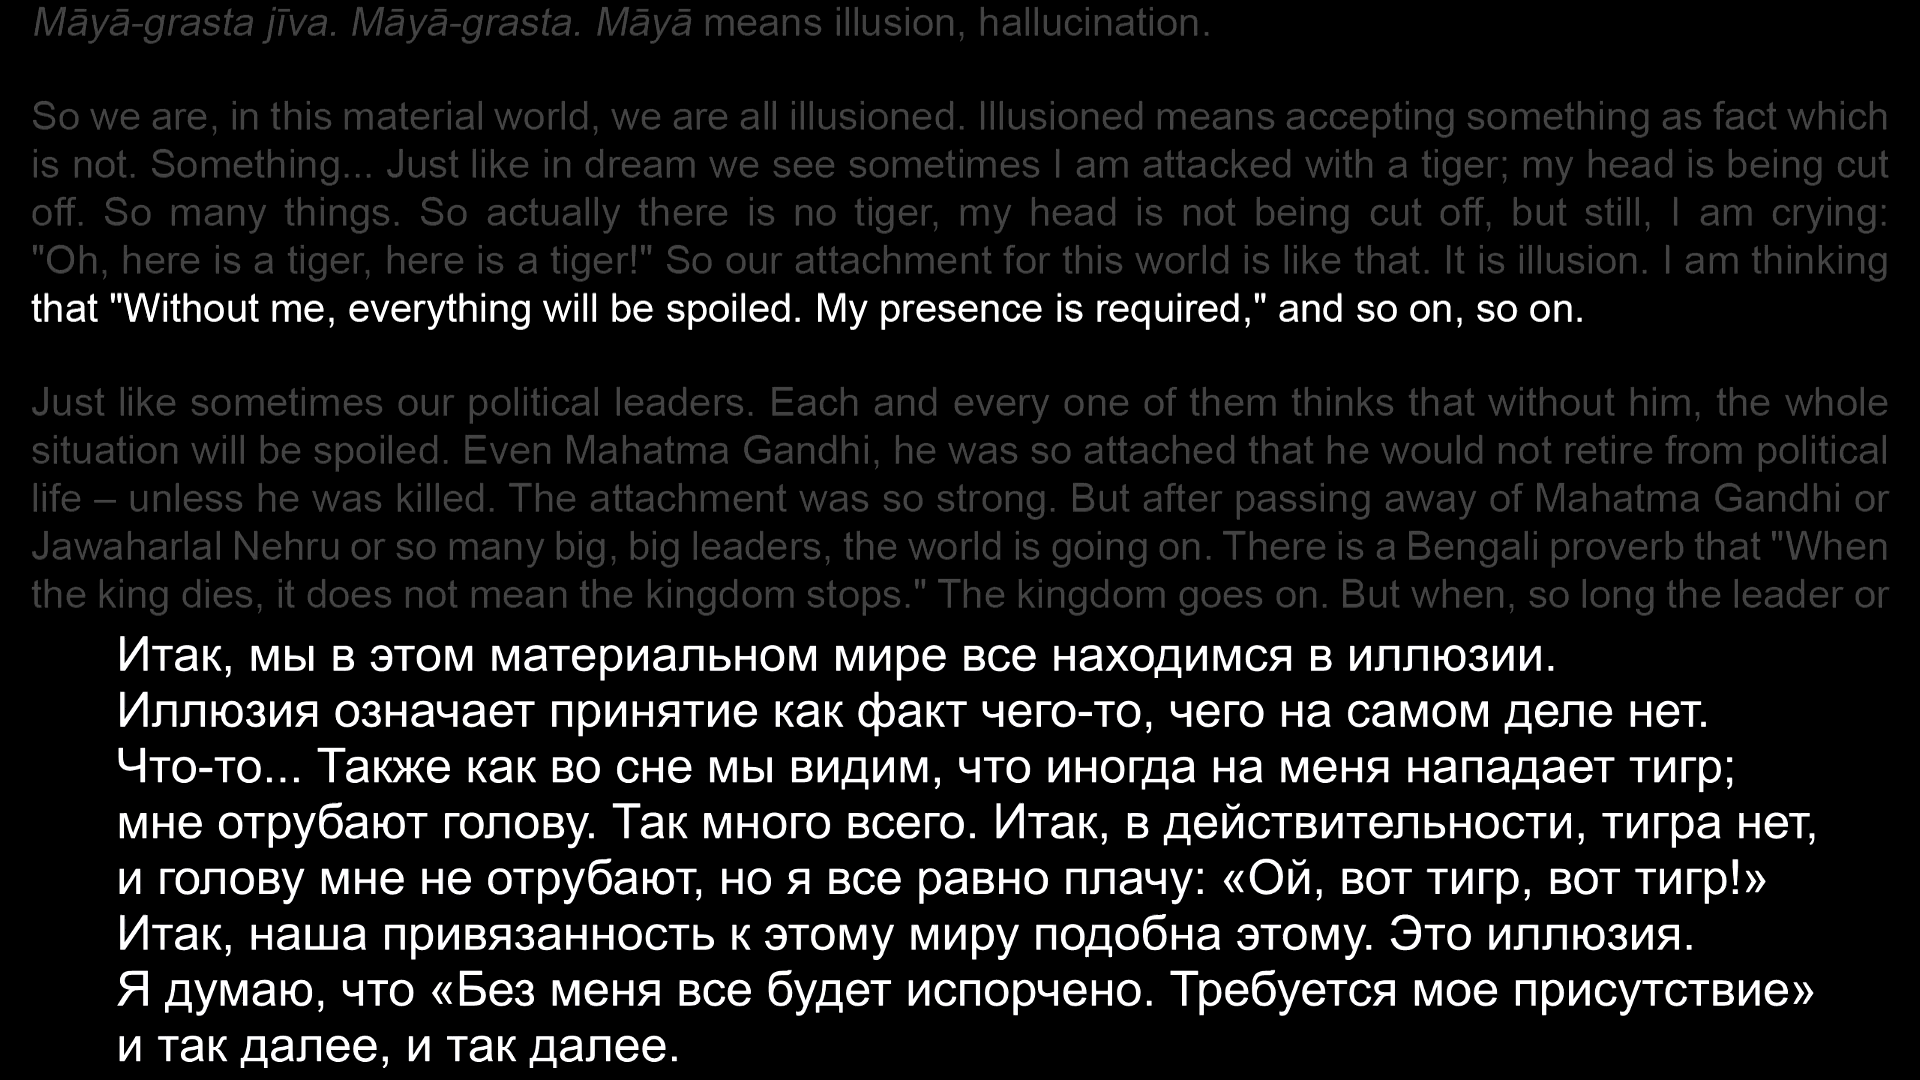 Māyā-grasta jīva. Māyā-grasta. Māyā means illusion, hallucination.
So we are, in this material world, we are all illusioned. Illusioned means accepting something as fact which
is not. Something... Just like in dream we see sometimes I am attacked with a tiger; my head is being cut
off. So many things. So actually there is no tiger, my head is not being cut off, but still, I am crying:
"Oh, here is a tiger, here is a tiger!" So our attachment for this world is like that. It is illusion. I am thinking
that "Without me, everything will be spoiled. My presence is required," and so on, so on.
Just like sometimes our political leaders. Each and every one of them thinks that without him, the whole
situation will be spoiled. Even Mahatma Gandhi, he was so attached that he would not retire from political
life – unless he was killed. The attachment was so strong. But after passing away of Mahatma Gandhi or
Jawaharlal Nehru or so many big, big leaders, the world is going on. There is a Bengali proverb that "When
the king dies, it does not mean the kingdom stops." The kingdom goes on. But when, so long the leader or
Итак, мы в этом материальном мире все находимся в иллюзии.
Иллюзия означает принятие как факт чего-то, чего на самом деле нет.
Что-то... Также как во сне мы видим, что иногда на меня нападает тигр;
мне отрубают голову. Так много всего. Итак, в действительности, тигра нет,
и голову мне не отрубают, но я все равно плачу: «Ой, вот тигр, вот тигр!»
Итак, наша привязанность к этому миру подобна этому. Это иллюзия.
Я думаю, что «Без меня все будет испорчено. Требуется мое присутствие»
и так далее, и так далее.